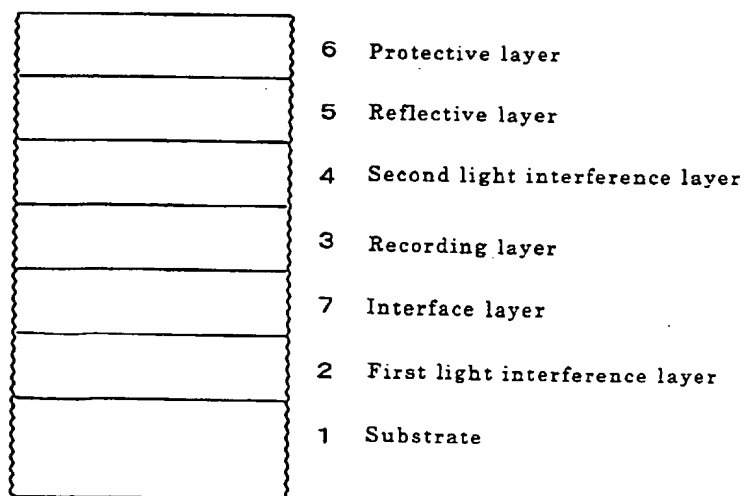 6 Protective layer
5 Reflective layer
4 Second light interference layer
3 Recording layer
7 Interface layer
2 First light interference layer
1 Substrate